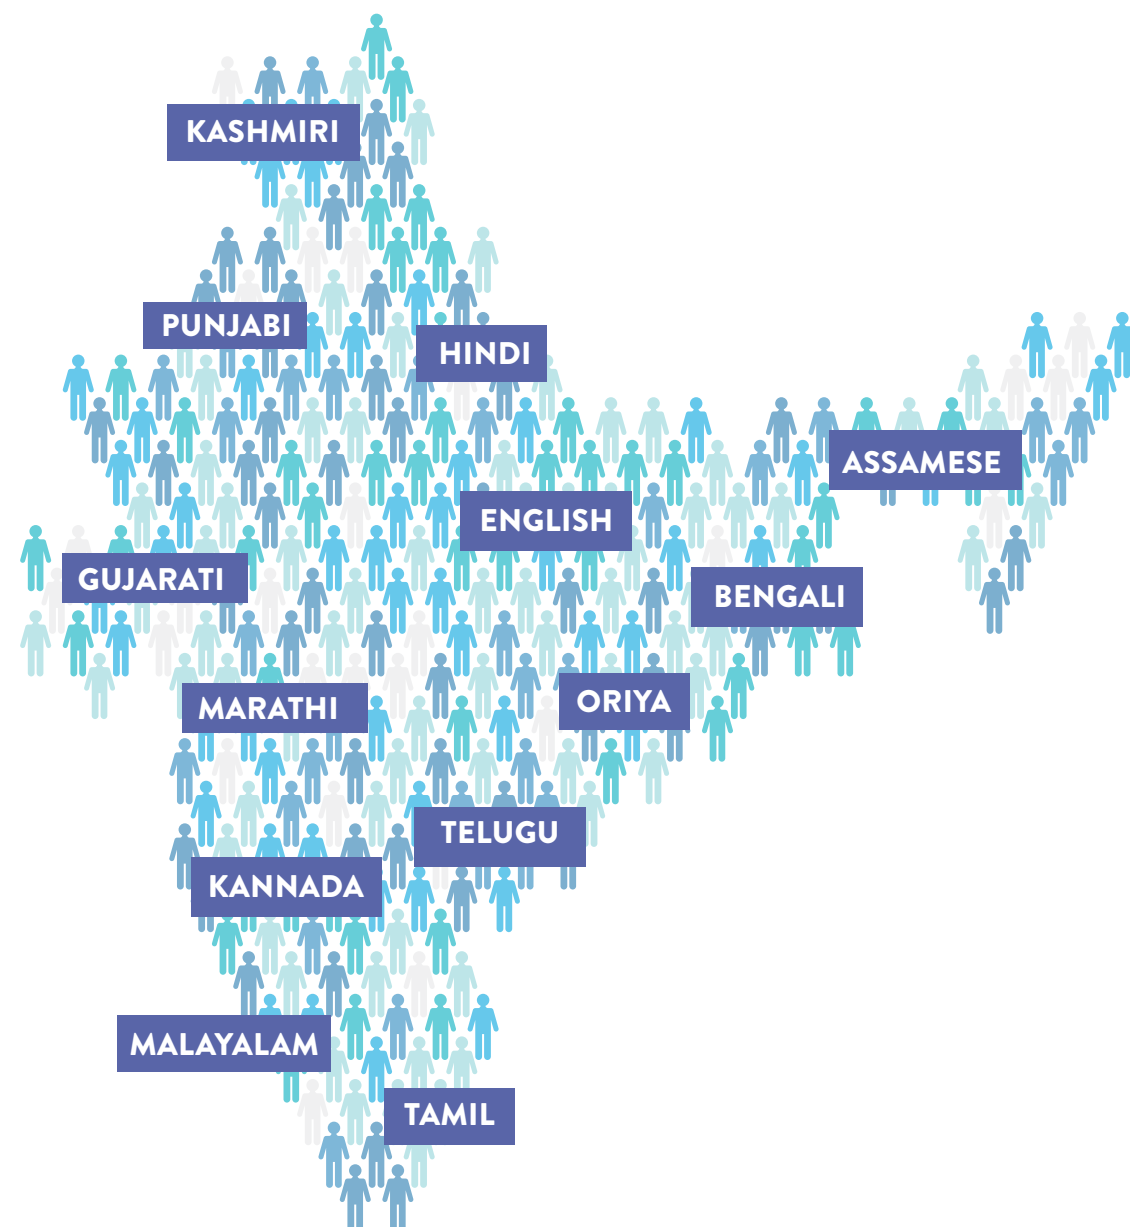 KASHMIRI
PUNJABI
HINDI
ASSAMESE
ENGLISH
GUJARATI
BENGALI
MARATHI
ORIYA
TELUGU
KANNADA
MALAYALAM
TAMIL